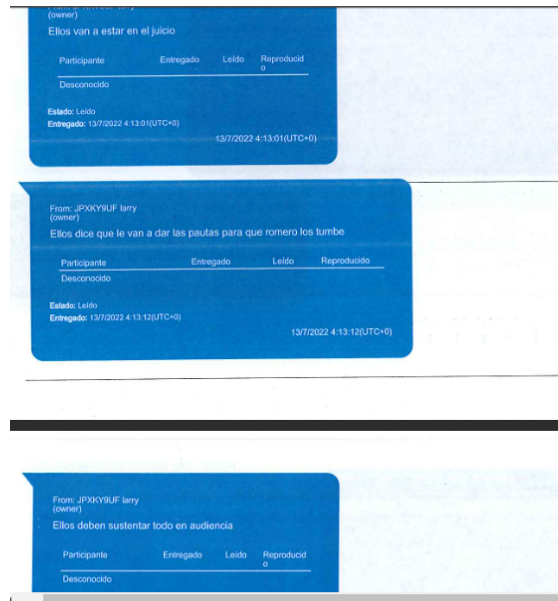 (owner)
Ellos van a estar en el juicio
Participante Entregado Leído Reproducid
o
Desconocido
Estado: Leído
Entregado: 13/7/2022 4:13:01(UTC+0)
13/7/2022 4:13:01(UTC+0)
From: JPXKY9UF larry
(owner)
Ellos dice que le van a dar las pautas para que romero los tumbe
Participante Entregado Leído Reproducido
Desconocido
Estado: Leído
Entregado: 13/7/2022 4:13:12(UTC+0)
13/7/2022 4:13:12(UTC+0)
From: JPXKY9UF larry
(owner)
Ellos deben sustentar todo en audiencia
Participante Entregado Leído Reproducid
o
Desconocido